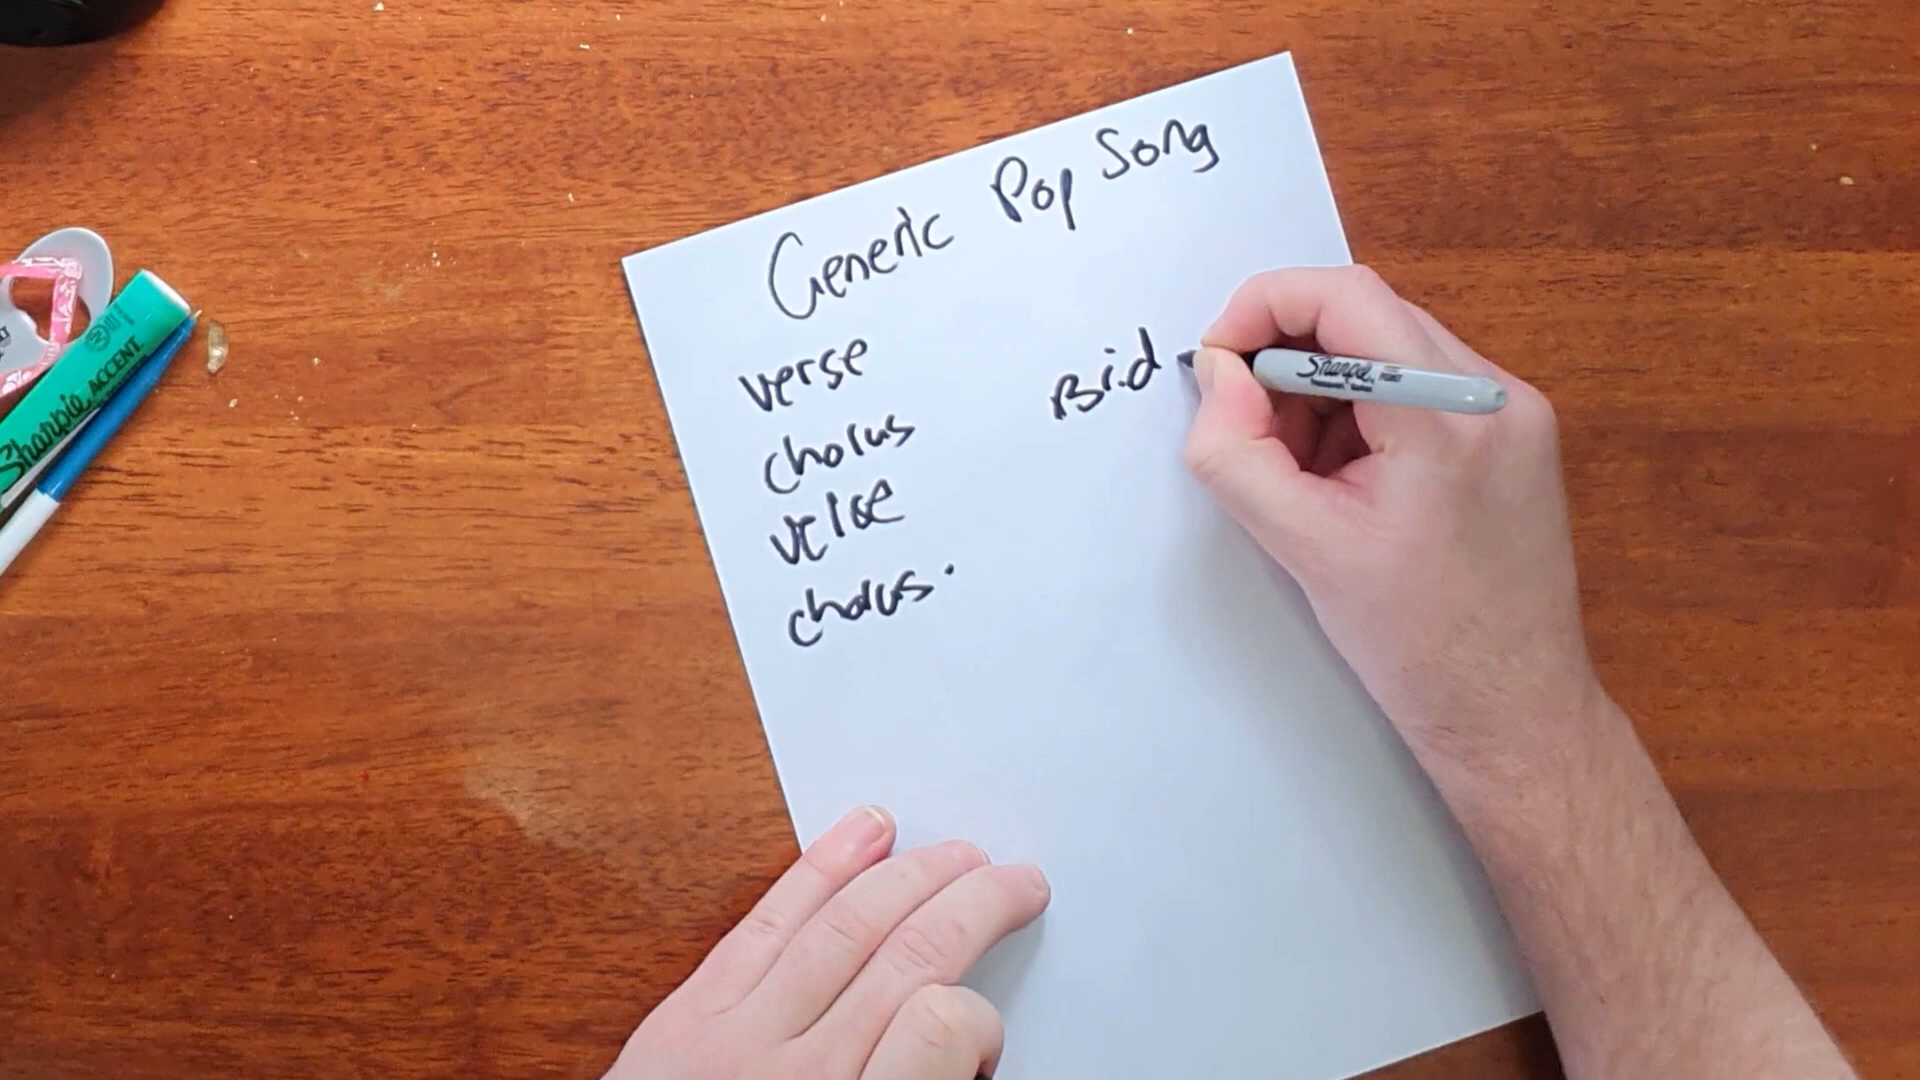 Generic Pop Song
verse
chorus
verse
chorus.
Brid
Sharpie
Sharpie ACCENT